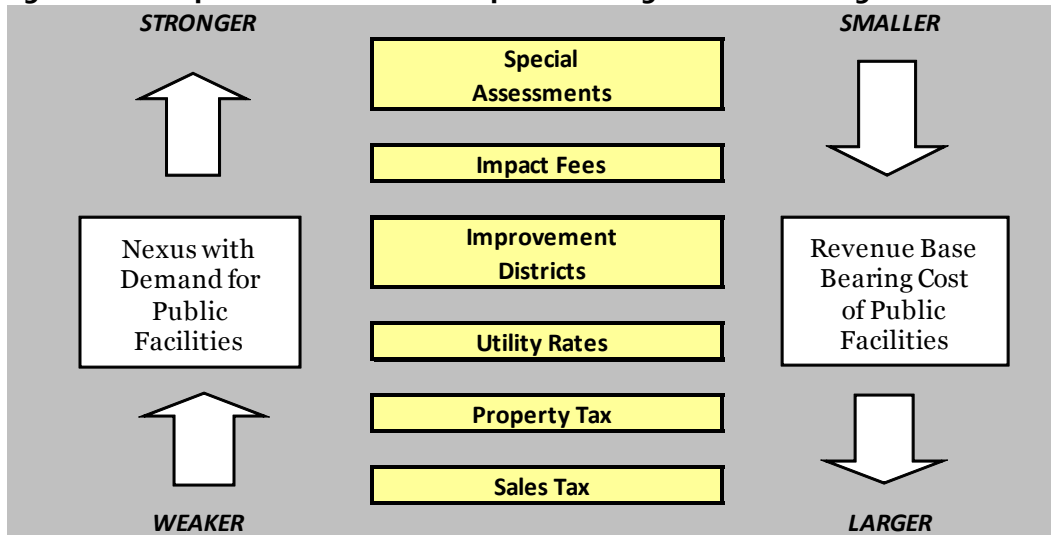 STRONGER
SMALLER
Special
Assessments
Impact Fees
Nexus with
Demand for
Public
Facilities
Improvement
Districts
Revenue Base
Bearing Cost
of Public
Facilities
Utility Rates
Property Tax
Sales Tax
WEAKER
LARGER